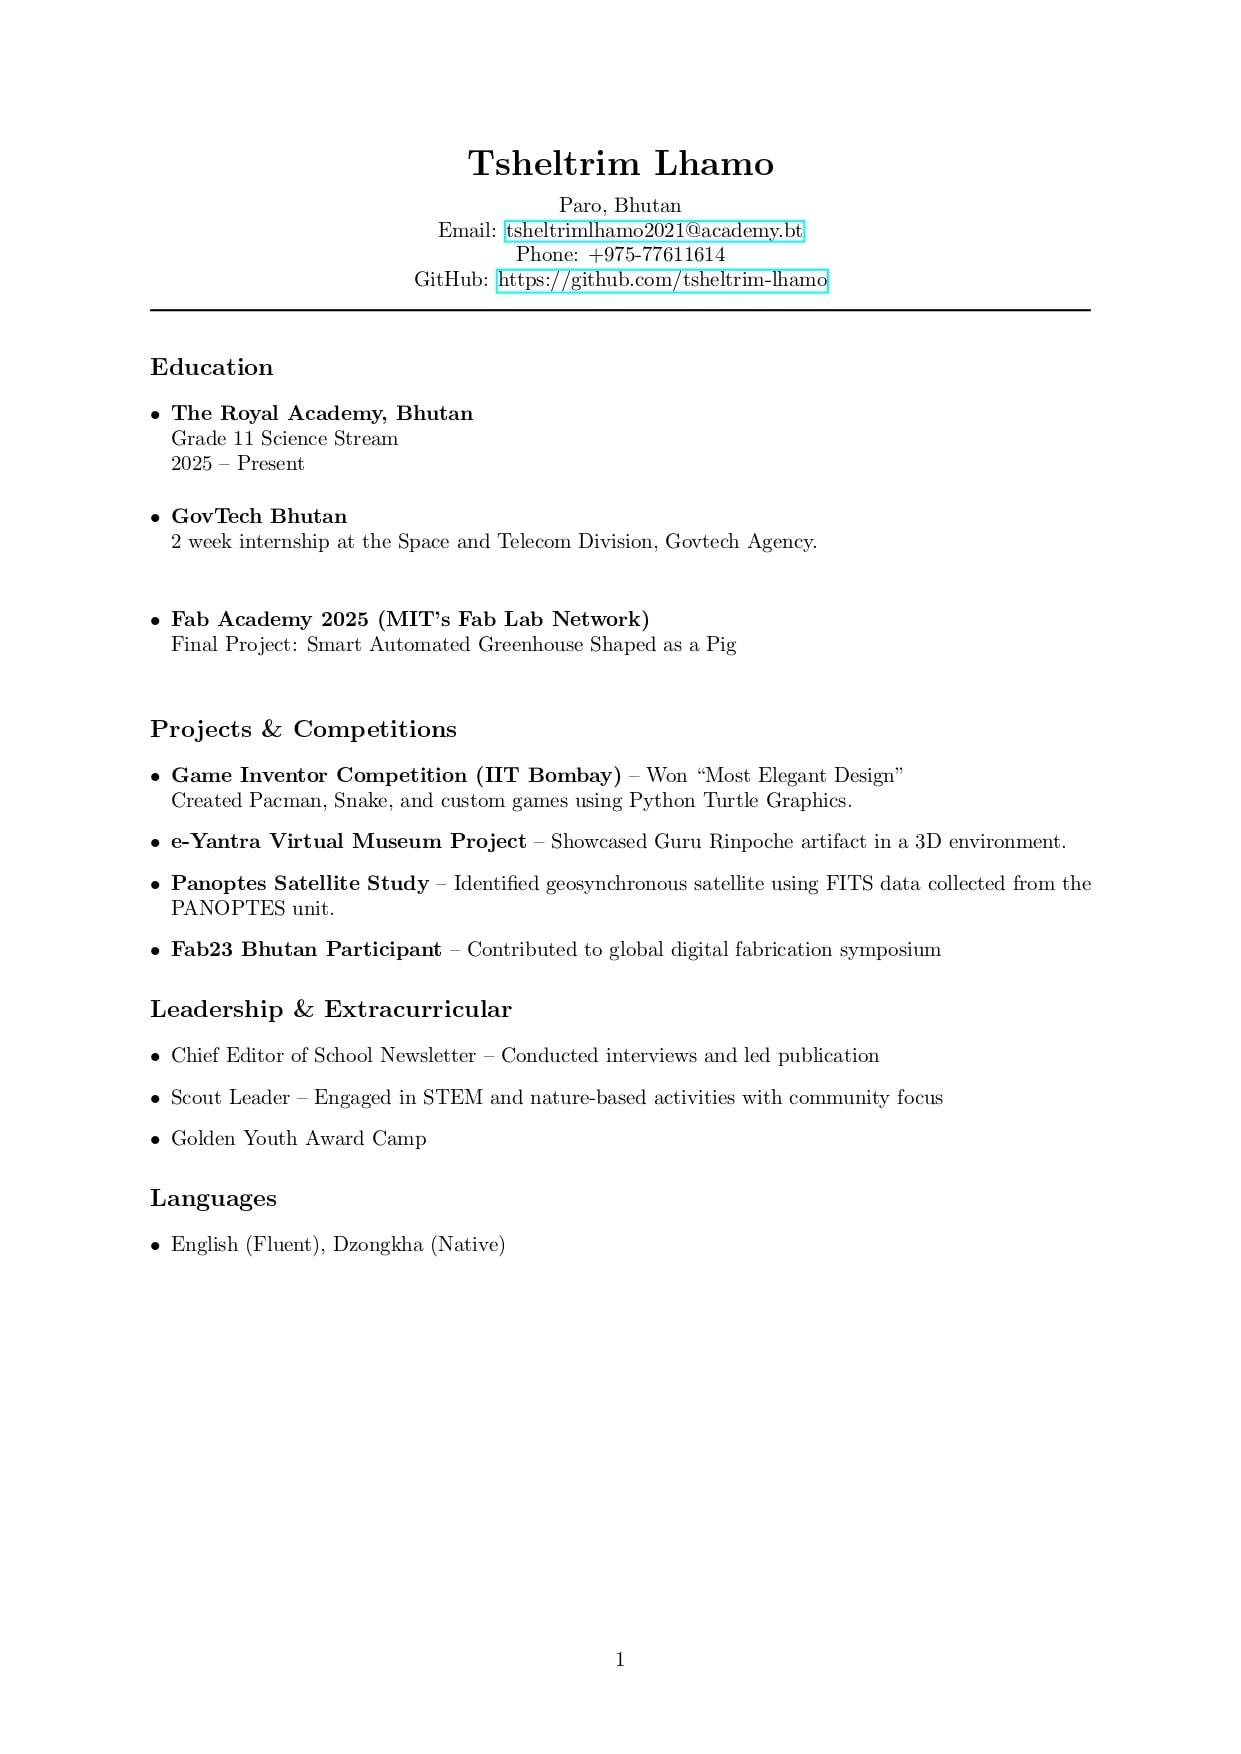 Tsheltrim Lhamo
Paro, Bhutan
Email: tsheltrimlhamo2021@academy.bt
Phone: +975-77611614
GitHub: https://github.com/tsheltrim-lhamo
Education
• The Royal Academy, Bhutan
Grade 11 Science Stream
2025 – Present
• GovTech Bhutan
2 week internship at the Space and Telecom Division, Govtech Agency.
• Fab Academy 2025 (MIT's Fab Lab Network)
Final Project: Smart Automated Greenhouse Shaped as a Pig
Projects & Competitions
• Game Inventor Competition (IIT Bombay) – Won “Most Elegant Design”
Created Pacman, Snake, and custom games using Python Turtle Graphics.
• e-Yantra Virtual Museum Project – Showcased Guru Rinpoche artifact in a 3D environment.
• Panoptes Satellite Study – Identified geosynchronous satellite using FITS data collected from the
PANOPTES unit.
• Fab23 Bhutan Participant – Contributed to global digital fabrication symposium
Leadership & Extracurricular
• Chief Editor of School Newsletter – Conducted interviews and led publication
• Scout Leader – Engaged in STEM and nature-based activities with community focus
• Golden Youth Award Camp
Languages
• English (Fluent), Dzongkha (Native)
1